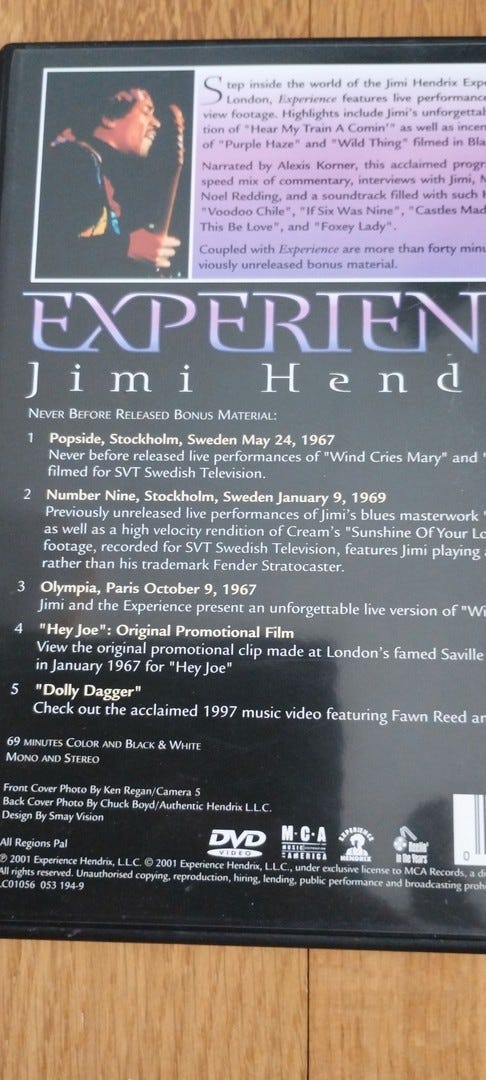 Step inside the world of the Jimi Hendrix Expe
London, Experience features live performance
view footage. Highlights include Jimi's unforgettal
tion of "Hear My Train A Comin'" as well as incen
of "Purple Haze" and "Wild Thing" filmed in Bla
Narrated by Alexis Korner, this acclaimed progr
speed mix of commentary, interviews with Jimi, M
Noel Redding, and a soundtrack filled with such h
"Voodoo Chile", "If Six Was Nine", "Castles Mad
This Be Love", and "Foxey Lady".
Coupled with Experience are more than forty minu
viously unreleased bonus material.
EXPERIEN
Jimi Hend
NEVER BEFORE RELEASED BONUS MATERIAL:
1 Popside, Stockholm, Sweden May 24, 1967
Never before released live performances of "Wind Cries Mary" and "
filmed for SVT Swedish Television.
2 Number Nine, Stockholm, Sweden January 9, 1969
Previously unreleased live performances of Jimi's blues masterwork "
as well as a high velocity rendition of Cream's "Sunshine Of Your Lo
footage, recorded for SVT Swedish Television, features Jimi playing a
rather than his trademark Fender Stratocaster.
3 Olympia, Paris October 9, 1967
Jimi and the Experience present an unforgettable live version of "Wi
4 "Hey Joe": Original Promotional Film
View the original promotional clip made at London's famed Saville
in January 1967 for "Hey Joe"
5 "Dolly Dagger"
Check out the acclaimed 1997 music video featuring Fawn Reed an
69 MINUTES COLOR AND BLACK & WHITE
MONO AND STEREO
Front Cover Photo By Ken Regan/Camera 5
Back Cover Photo By Chuck Boyd/Authentic Hendrix L.L.C.
Design By Smay Vision
All Regions Pal
DVD VIDEO
M·C·A
MUSIC
AMERICA
EXPERIENCE HENDRIX
Reelin' In the Years
0
℗ 2001 Experience Hendrix, L.L.C. © 2001 Experience Hendrix, L.L.C., under exclusive license to MCA Records, a di
All rights reserved. Unauthorised copying, reproduction, hiring, lending, public performance and broadcasting proh
LC01056 053 194-9